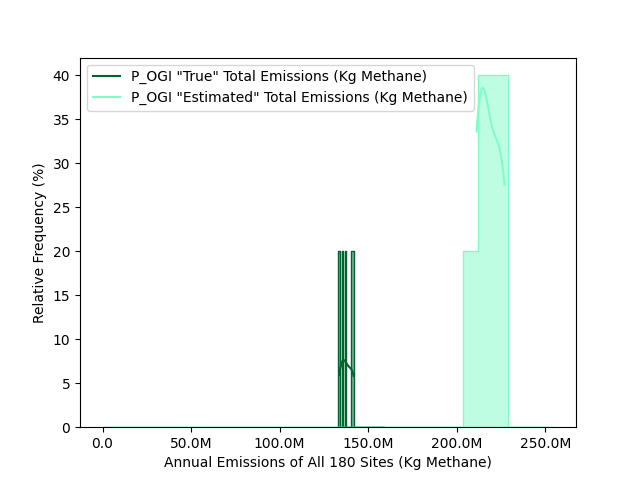 P_OGI "True" Total Emissions (Kg Methane)
P_OGI "Estimated" Total Emissions (Kg Methane)
40
35
30
25
20
15
10
5
0
Relative Frequency (%)
0.0 50.0M 100.0M 150.0M 200.0M 250.0M
Annual Emissions of All 180 Sites (Kg Methane)